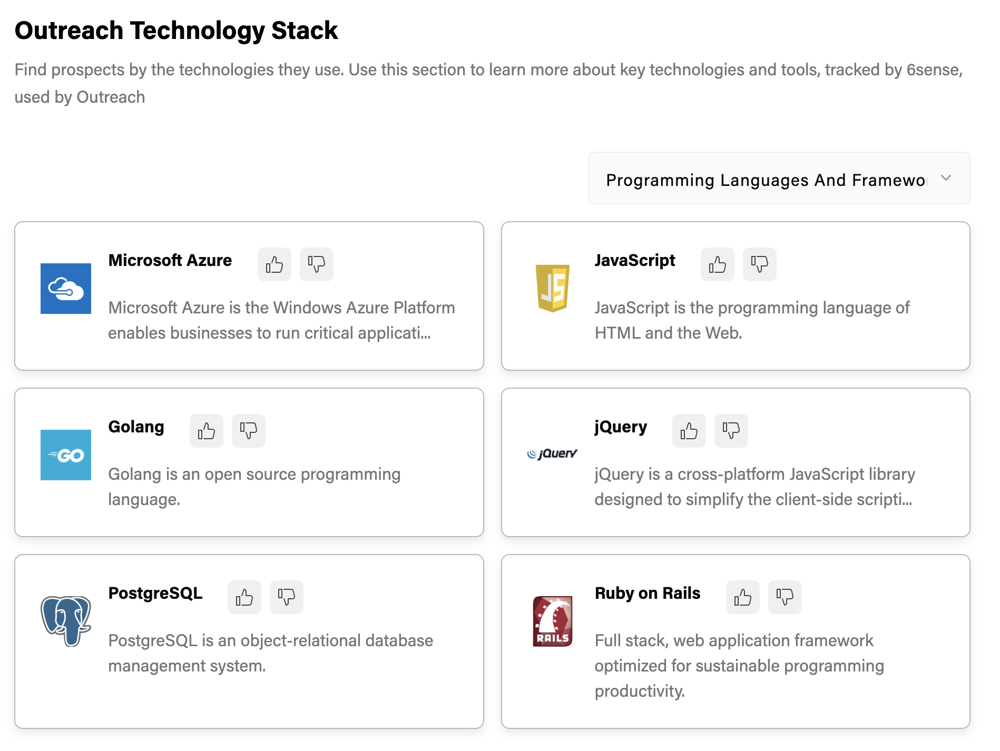 Outreach Technology Stack
Find prospects by the technologies they use. Use this section to learn more about key technologies and tools, tracked by 6sense,
used by Outreach
Programming Languages And Framewo
Microsoft Azure
Microsoft Azure is the Windows Azure Platform
enables businesses to run critical applicati...
JS
JavaScript
JavaScript is the programming language of
HTML and the Web.
GO
Golang
Golang is an open source programming
language.
jQuery
jQuery
jQuery is a cross-platform JavaScript library
designed to simplify the client-side scripti...
PostgreSQL
PostgreSQL is an object-relational database
management system.
RAILS
Ruby on Rails
Full stack, web application framework
optimized for sustainable programming
productivity.